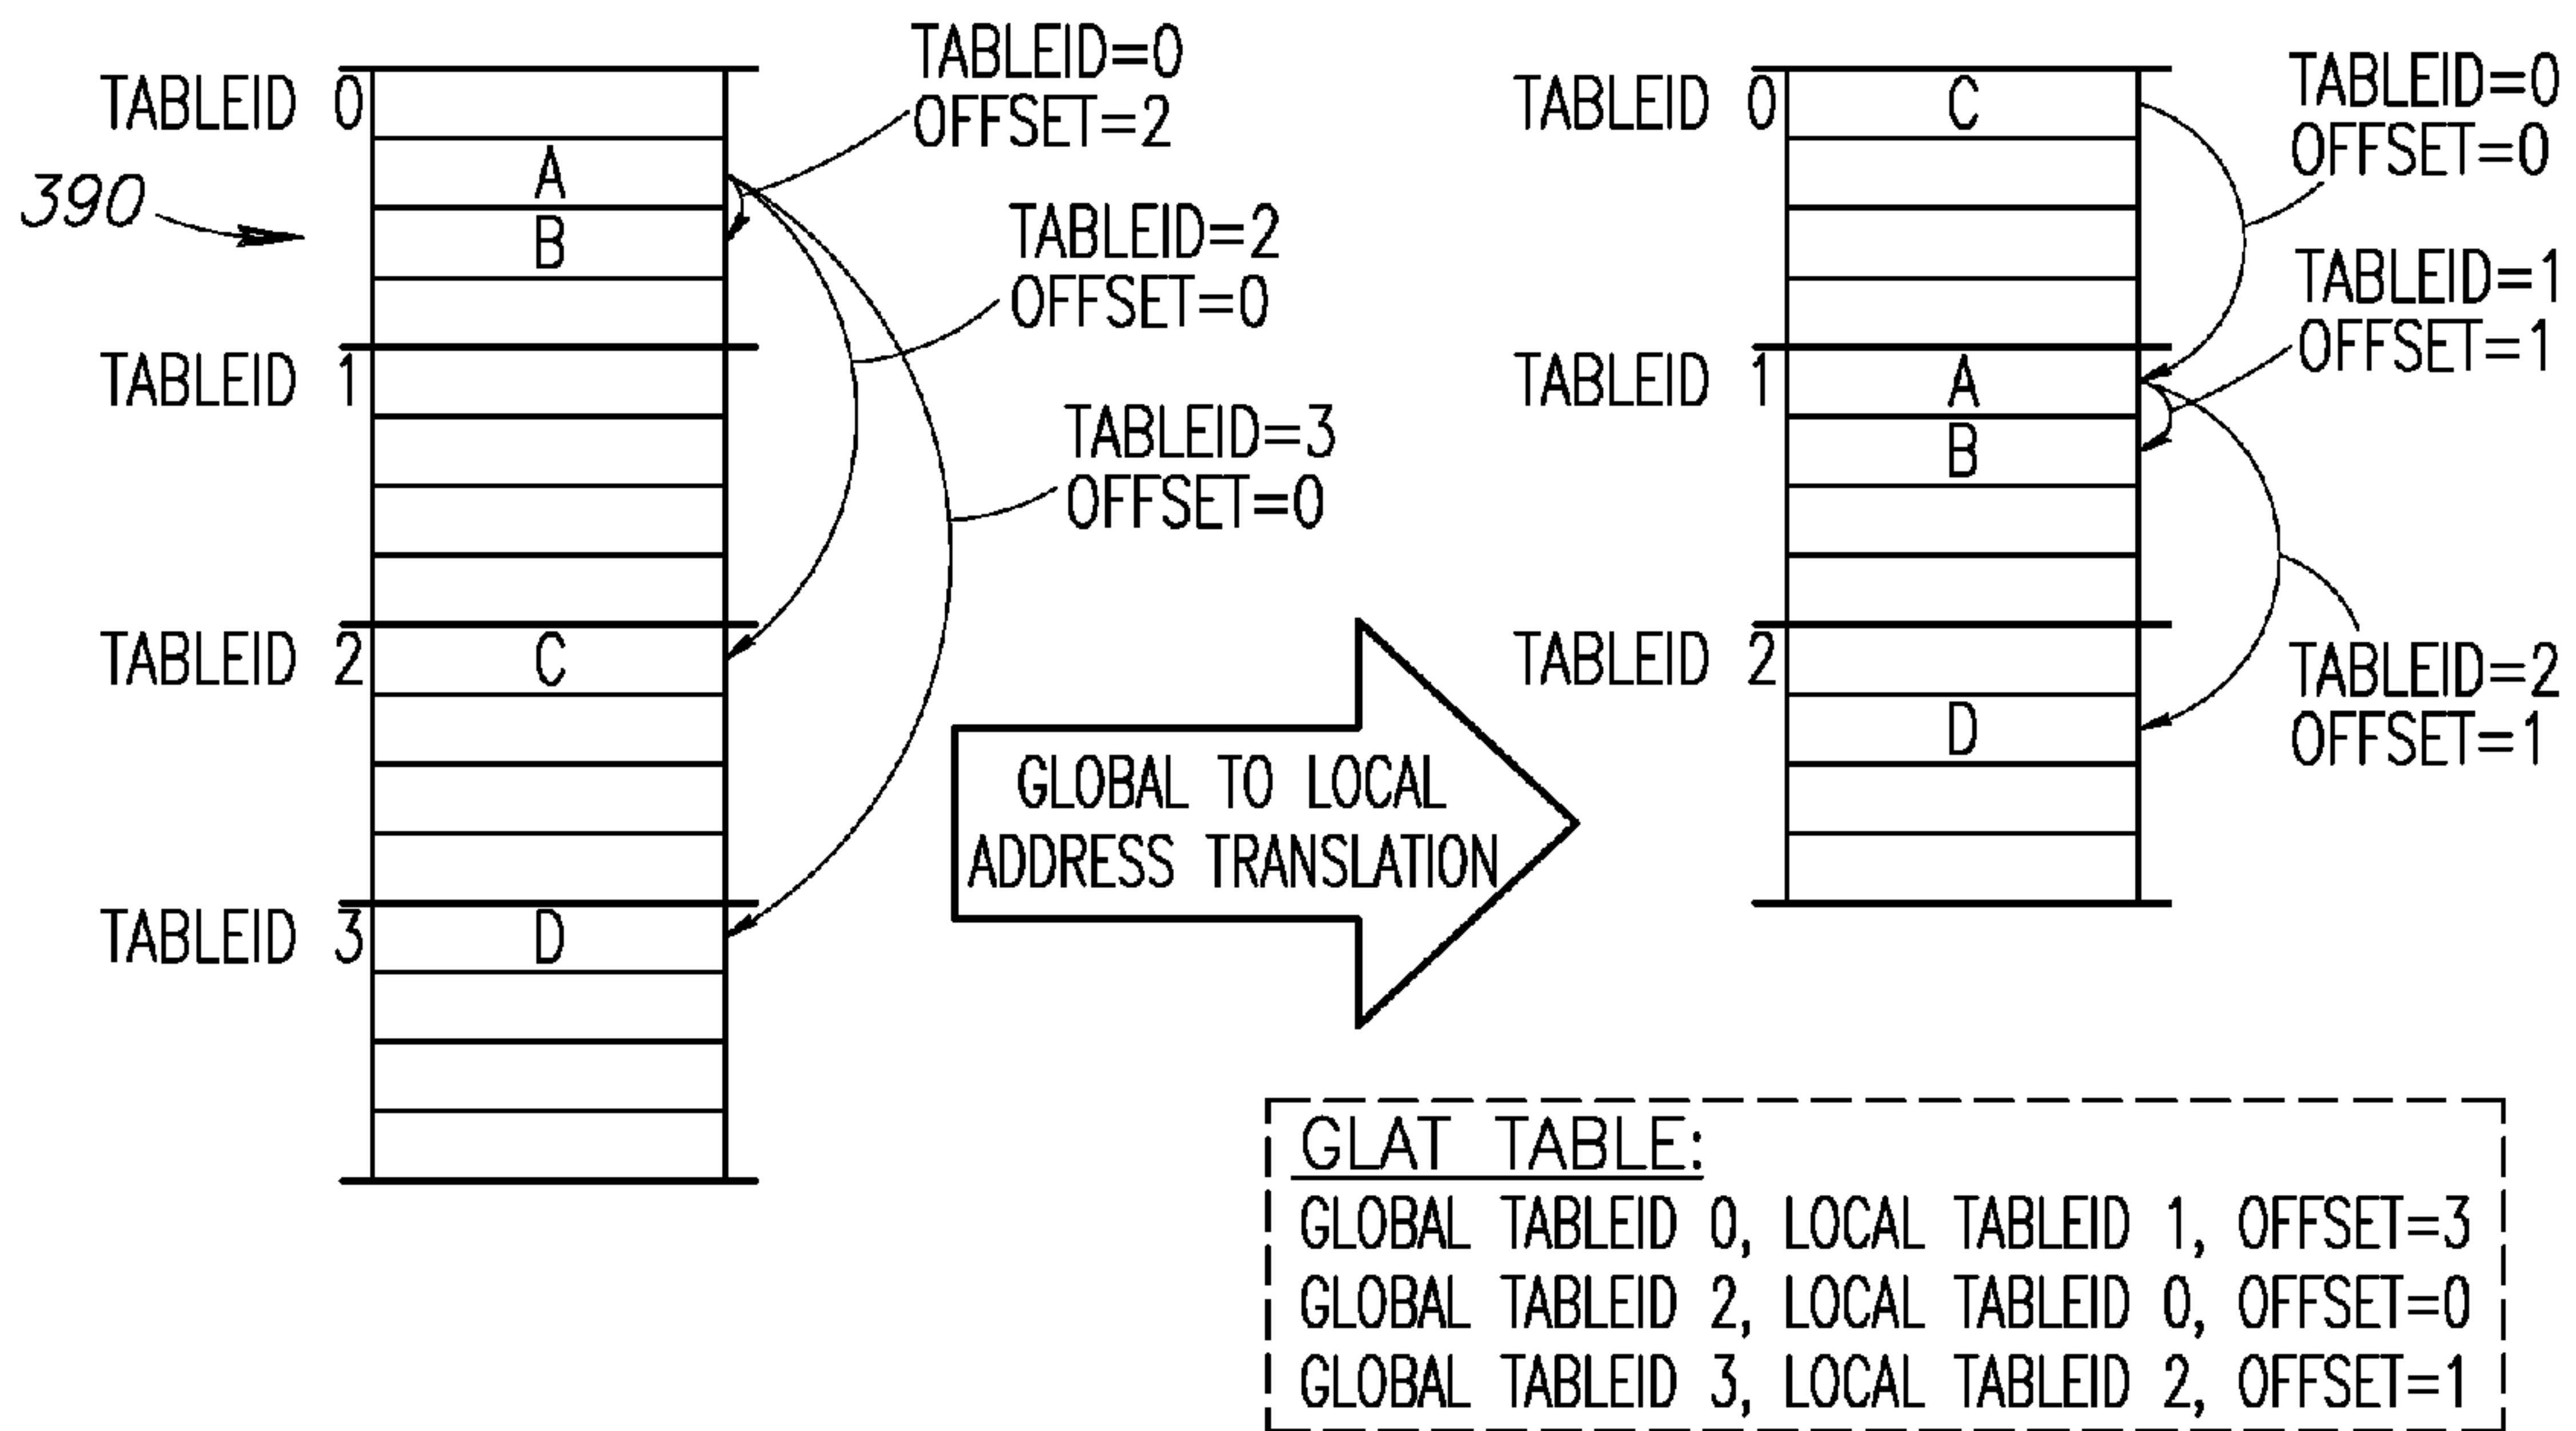 TABLEID 0
A
390
B
TABLEID 1
TABLEID 2
C
TABLEID 3
D
TABLEID=0
OFFSET=2
TABLEID=2
OFFSET=0
TABLEID=3
OFFSET=0
GLOBAL TO LOCAL
ADDRESS TRANSLATION
TABLEID 0
C
TABLEID 1
A
B
TABLEID 2
D
TABLEID=0
OFFSET=0
TABLEID=1
OFFSET=1
TABLEID=2
OFFSET=1
GLAT TABLE:
GLOBAL TABLEID 0, LOCAL TABLEID 1, OFFSET=3
GLOBAL TABLEID 2, LOCAL TABLEID 0, OFFSET=0
GLOBAL TABLEID 3, LOCAL TABLEID 2, OFFSET=1